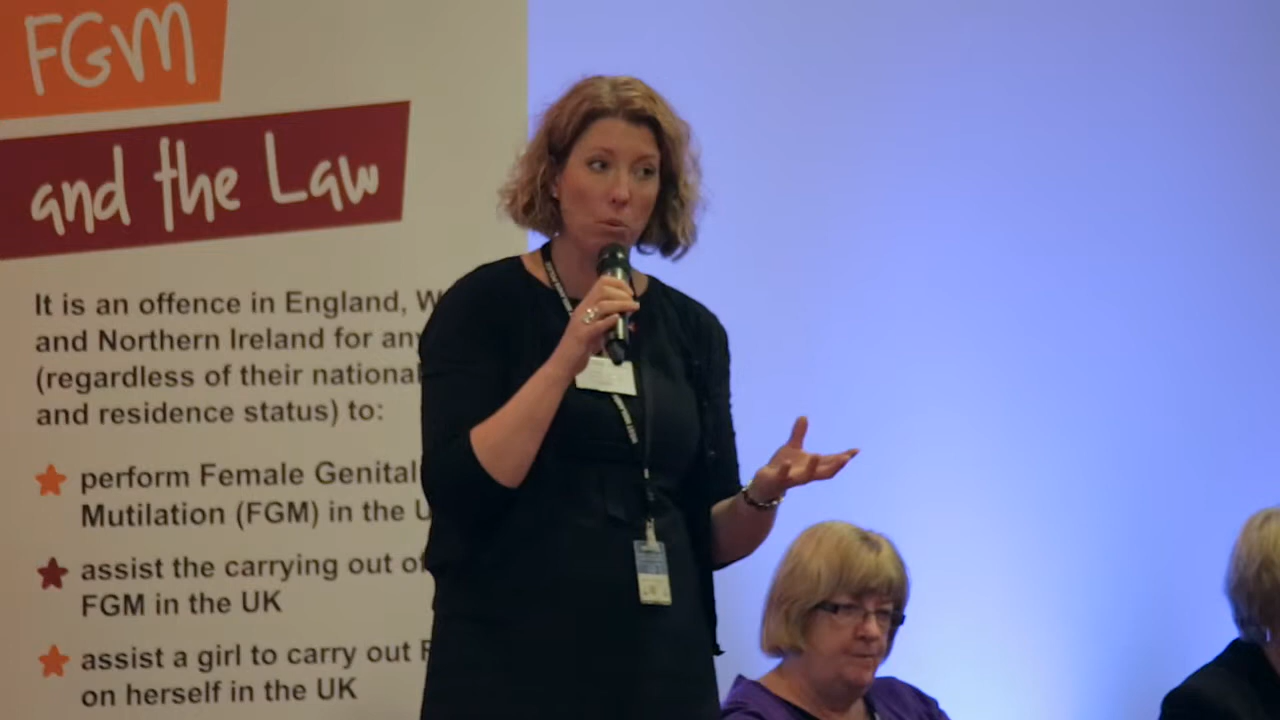 FGM
and the Law
It is an offence in England,
and Northern Ireland for
(regardless of their
and residence status) to:
perform Female Genital
Mutilation (FGM) in the
assist the carrying out
FGM in the UK
assist a girl to carry out
on herself in the UK